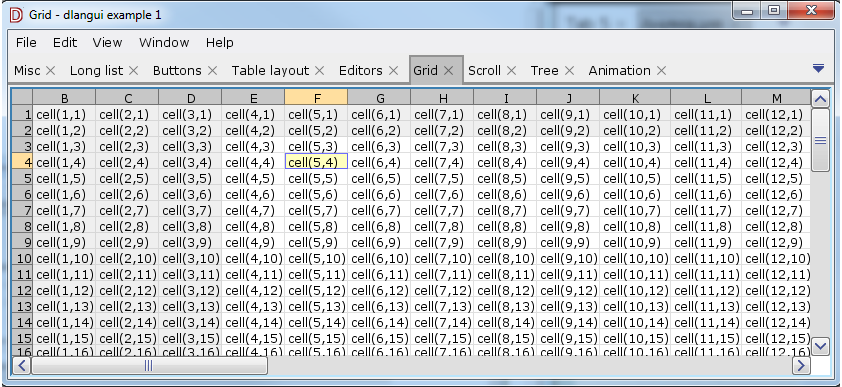 Grid - dlangui example 1
File Edit View Window Help
Misc Long list Buttons Table layout Editors Grid Scroll Tree Animation
B C D E F G H I J K L M
1 cell(1,1) cell(2,1) cell(3,1) cell(4,1) cell(5,1) cell(6,1) cell(7,1) cell(8,1) cell(9,1) cell(10,1) cell(11,1) cell(12,1)
2 cell(1,2) cell(2,2) cell(3,2) cell(4,2) cell(5,2) cell(6,2) cell(7,2) cell(8,2) cell(9,2) cell(10,2) cell(11,2) cell(12,2)
3 cell(1,3) cell(2,3) cell(3,3) cell(4,3) cell(5,3) cell(6,3) cell(7,3) cell(8,3) cell(9,3) cell(10,3) cell(11,3) cell(12,3)
4 cell(1,4) cell(2,4) cell(3,4) cell(4,4) cell(5,4) cell(6,4) cell(7,4) cell(8,4) cell(9,4) cell(10,4) cell(11,4) cell(12,4)
5 cell(1,5) cell(2,5) cell(3,5) cell(4,5) cell(5,5) cell(6,5) cell(7,5) cell(8,5) cell(9,5) cell(10,5) cell(11,5) cell(12,5)
6 cell(1,6) cell(2,6) cell(3,6) cell(4,6) cell(5,6) cell(6,6) cell(7,6) cell(8,6) cell(9,6) cell(10,6) cell(11,6) cell(12,6)
7 cell(1,7) cell(2,7) cell(3,7) cell(4,7) cell(5,7) cell(6,7) cell(7,7) cell(8,7) cell(9,7) cell(10,7) cell(11,7) cell(12,7)
8 cell(1,8) cell(2,8) cell(3,8) cell(4,8) cell(5,8) cell(6,8) cell(7,8) cell(8,8) cell(9,8) cell(10,8) cell(11,8) cell(12,8)
9 cell(1,9) cell(2,9) cell(3,9) cell(4,9) cell(5,9) cell(6,9) cell(7,9) cell(8,9) cell(9,9) cell(10,9) cell(11,9) cell(12,9)
10 cell(1,10) cell(2,10) cell(3,10) cell(4,10) cell(5,10) cell(6,10) cell(7,10) cell(8,10) cell(9,10) cell(10,10) cell(11,10) cell(12,10)
11 cell(1,11) cell(2,11) cell(3,11) cell(4,11) cell(5,11) cell(6,11) cell(7,11) cell(8,11) cell(9,11) cell(10,11) cell(11,11) cell(12,11)
12 cell(1,12) cell(2,12) cell(3,12) cell(4,12) cell(5,12) cell(6,12) cell(7,12) cell(8,12) cell(9,12) cell(10,12) cell(11,12) cell(12,12)
13 cell(1,13) cell(2,13) cell(3,13) cell(4,13) cell(5,13) cell(6,13) cell(7,13) cell(8,13) cell(9,13) cell(10,13) cell(11,13) cell(12,13)
14 cell(1,14) cell(2,14) cell(3,14) cell(4,14) cell(5,14) cell(6,14) cell(7,14) cell(8,14) cell(9,14) cell(10,14) cell(11,14) cell(12,14)
15 cell(1,15) cell(2,15) cell(3,15) cell(4,15) cell(5,15) cell(6,15) cell(7,15) cell(8,15) cell(9,15) cell(10,15) cell(11,15) cell(12,15)
16 cell(1,16) cell(2,16) cell(3,16) cell(4,16) cell(5,16) cell(6,16) cell(7,16) cell(8,16) cell(9,16) cell(10,16) cell(11,16) cell(12,16)